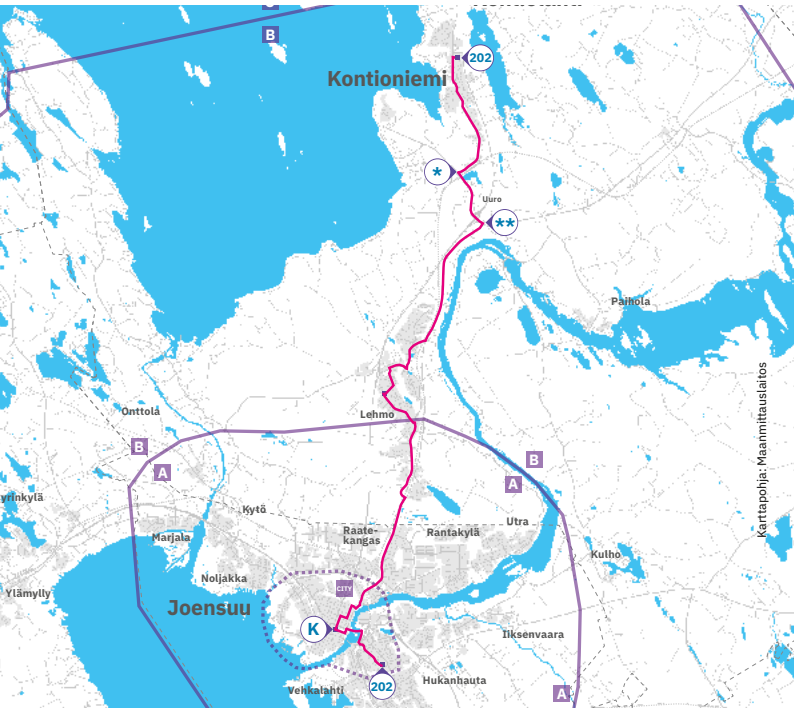 B
202
Kontioniemi
*
Uuro
**
Paihola
Karttapohja: Maanmittauslaitos
Onttola
Lehmo
B
A
B
A
Kytö
Raate-
kangas
Rantakylä
Utra
Marjala
Kulho
Noljakka
CITY
Ylämylly
Joensuu
K
Iiksenvaara
Hukanhauta
202
Vehkalahti
A